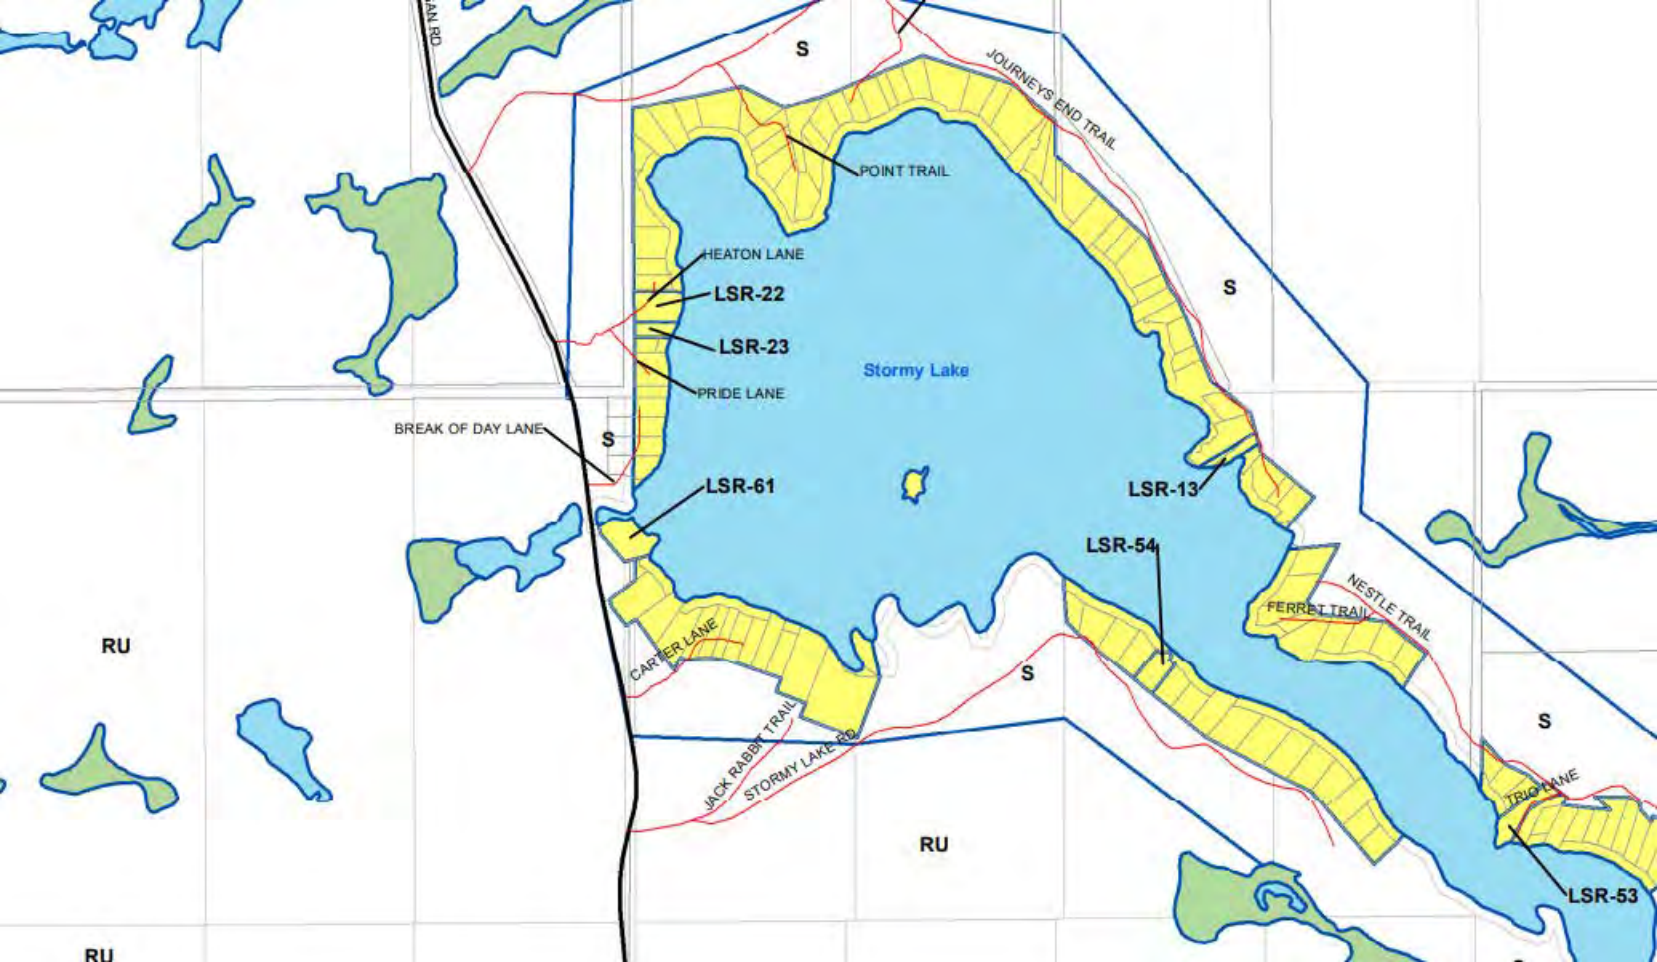 AN RD
S
JOURNEYS END TRAIL
POINT TRAIL
HEATON LANE
LSR-22
S
LSR-23
Stormy Lake
PRIDE LANE
BREAK OF DAY LANE
S
LSR-61
LSR-13
LSR-54
NESTLE TRAIL
FERRET TRAIL
RU
CARTER LANE
S
S
JACK RABBIT TRAIL
STORMY LAKE RD
TRIO LANE
RU
LSR-53
RU